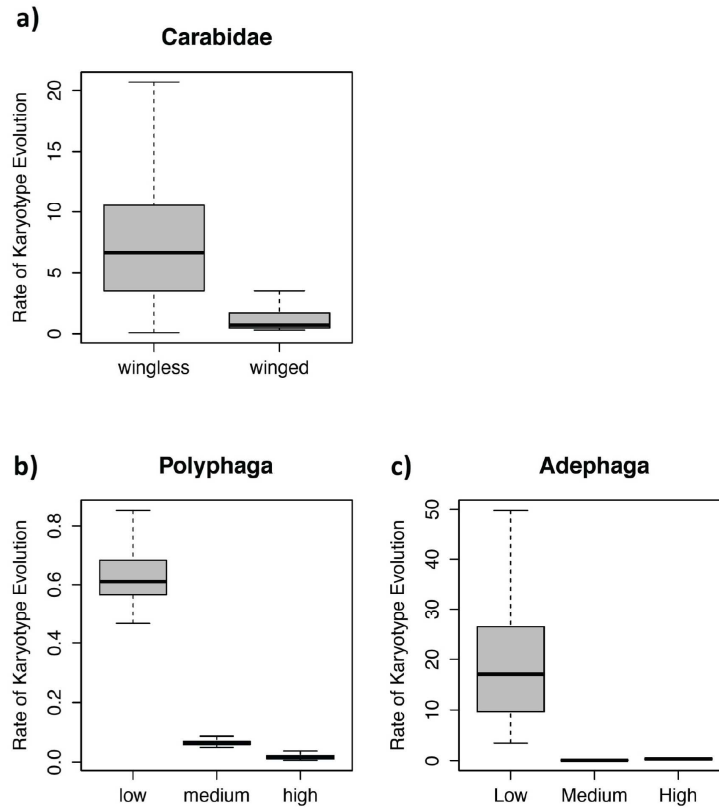 a)
Carabidae
Rate of Karyotype Evolution
20
15
10
5
0
wingless winged
b)
Polyphaga
Rate of Karyotype Evolution
0.8
0.6
0.4
0.2
0.0
low medium high
c)
Adephaga
Rate of Karyotype Evolution
50
40
30
20
10
0
Low Medium High